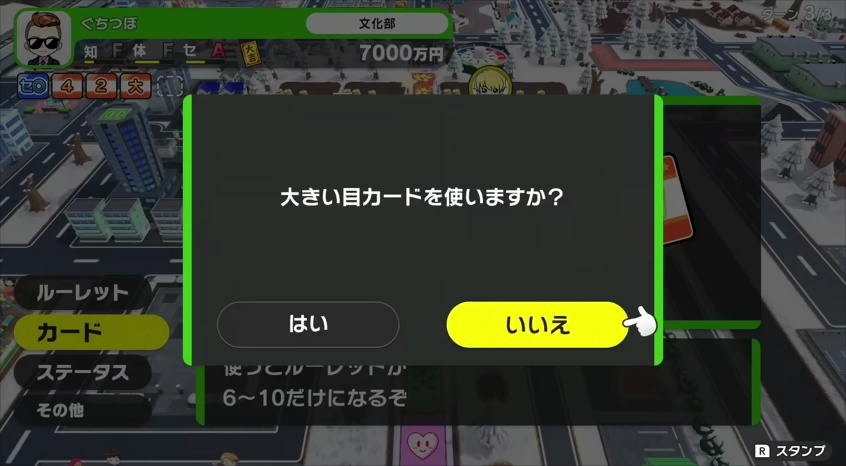 ぐちつぼ
文化部
ターン 3/3
知 F 体 F セ A 大き
7000万円
セ0 4 2 大
大きい目カードを使いますか?
はい
いいえ
ルーレット
カード
ステータス
その他
使うとルーレットが
6～10だけになるぞ
R スタンプ